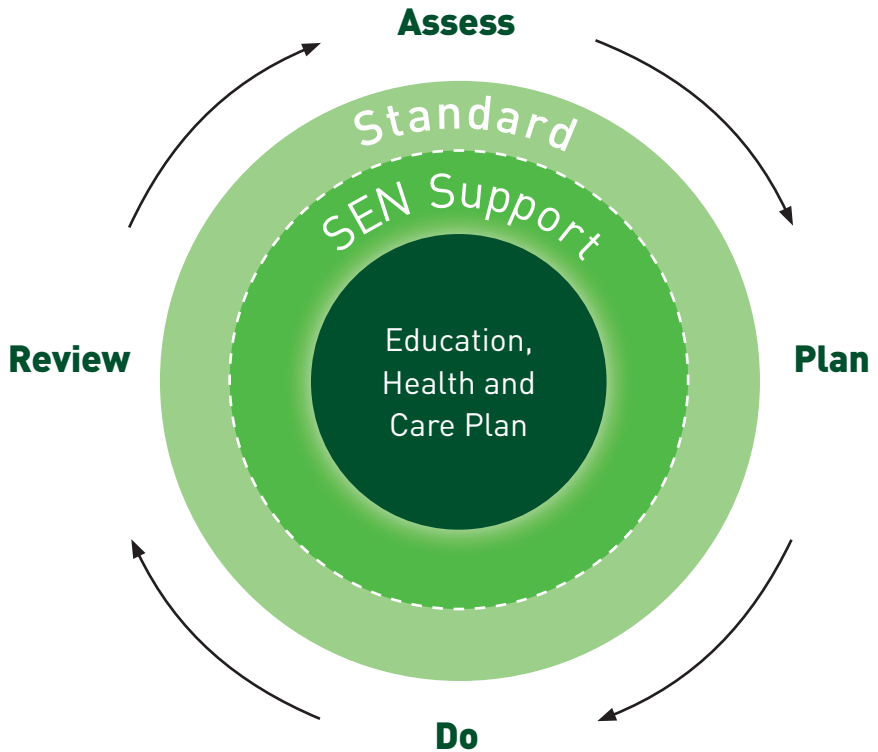 Assess
Standard
SEN Support
Education,
Health and
Care Plan
Review
Plan
Do